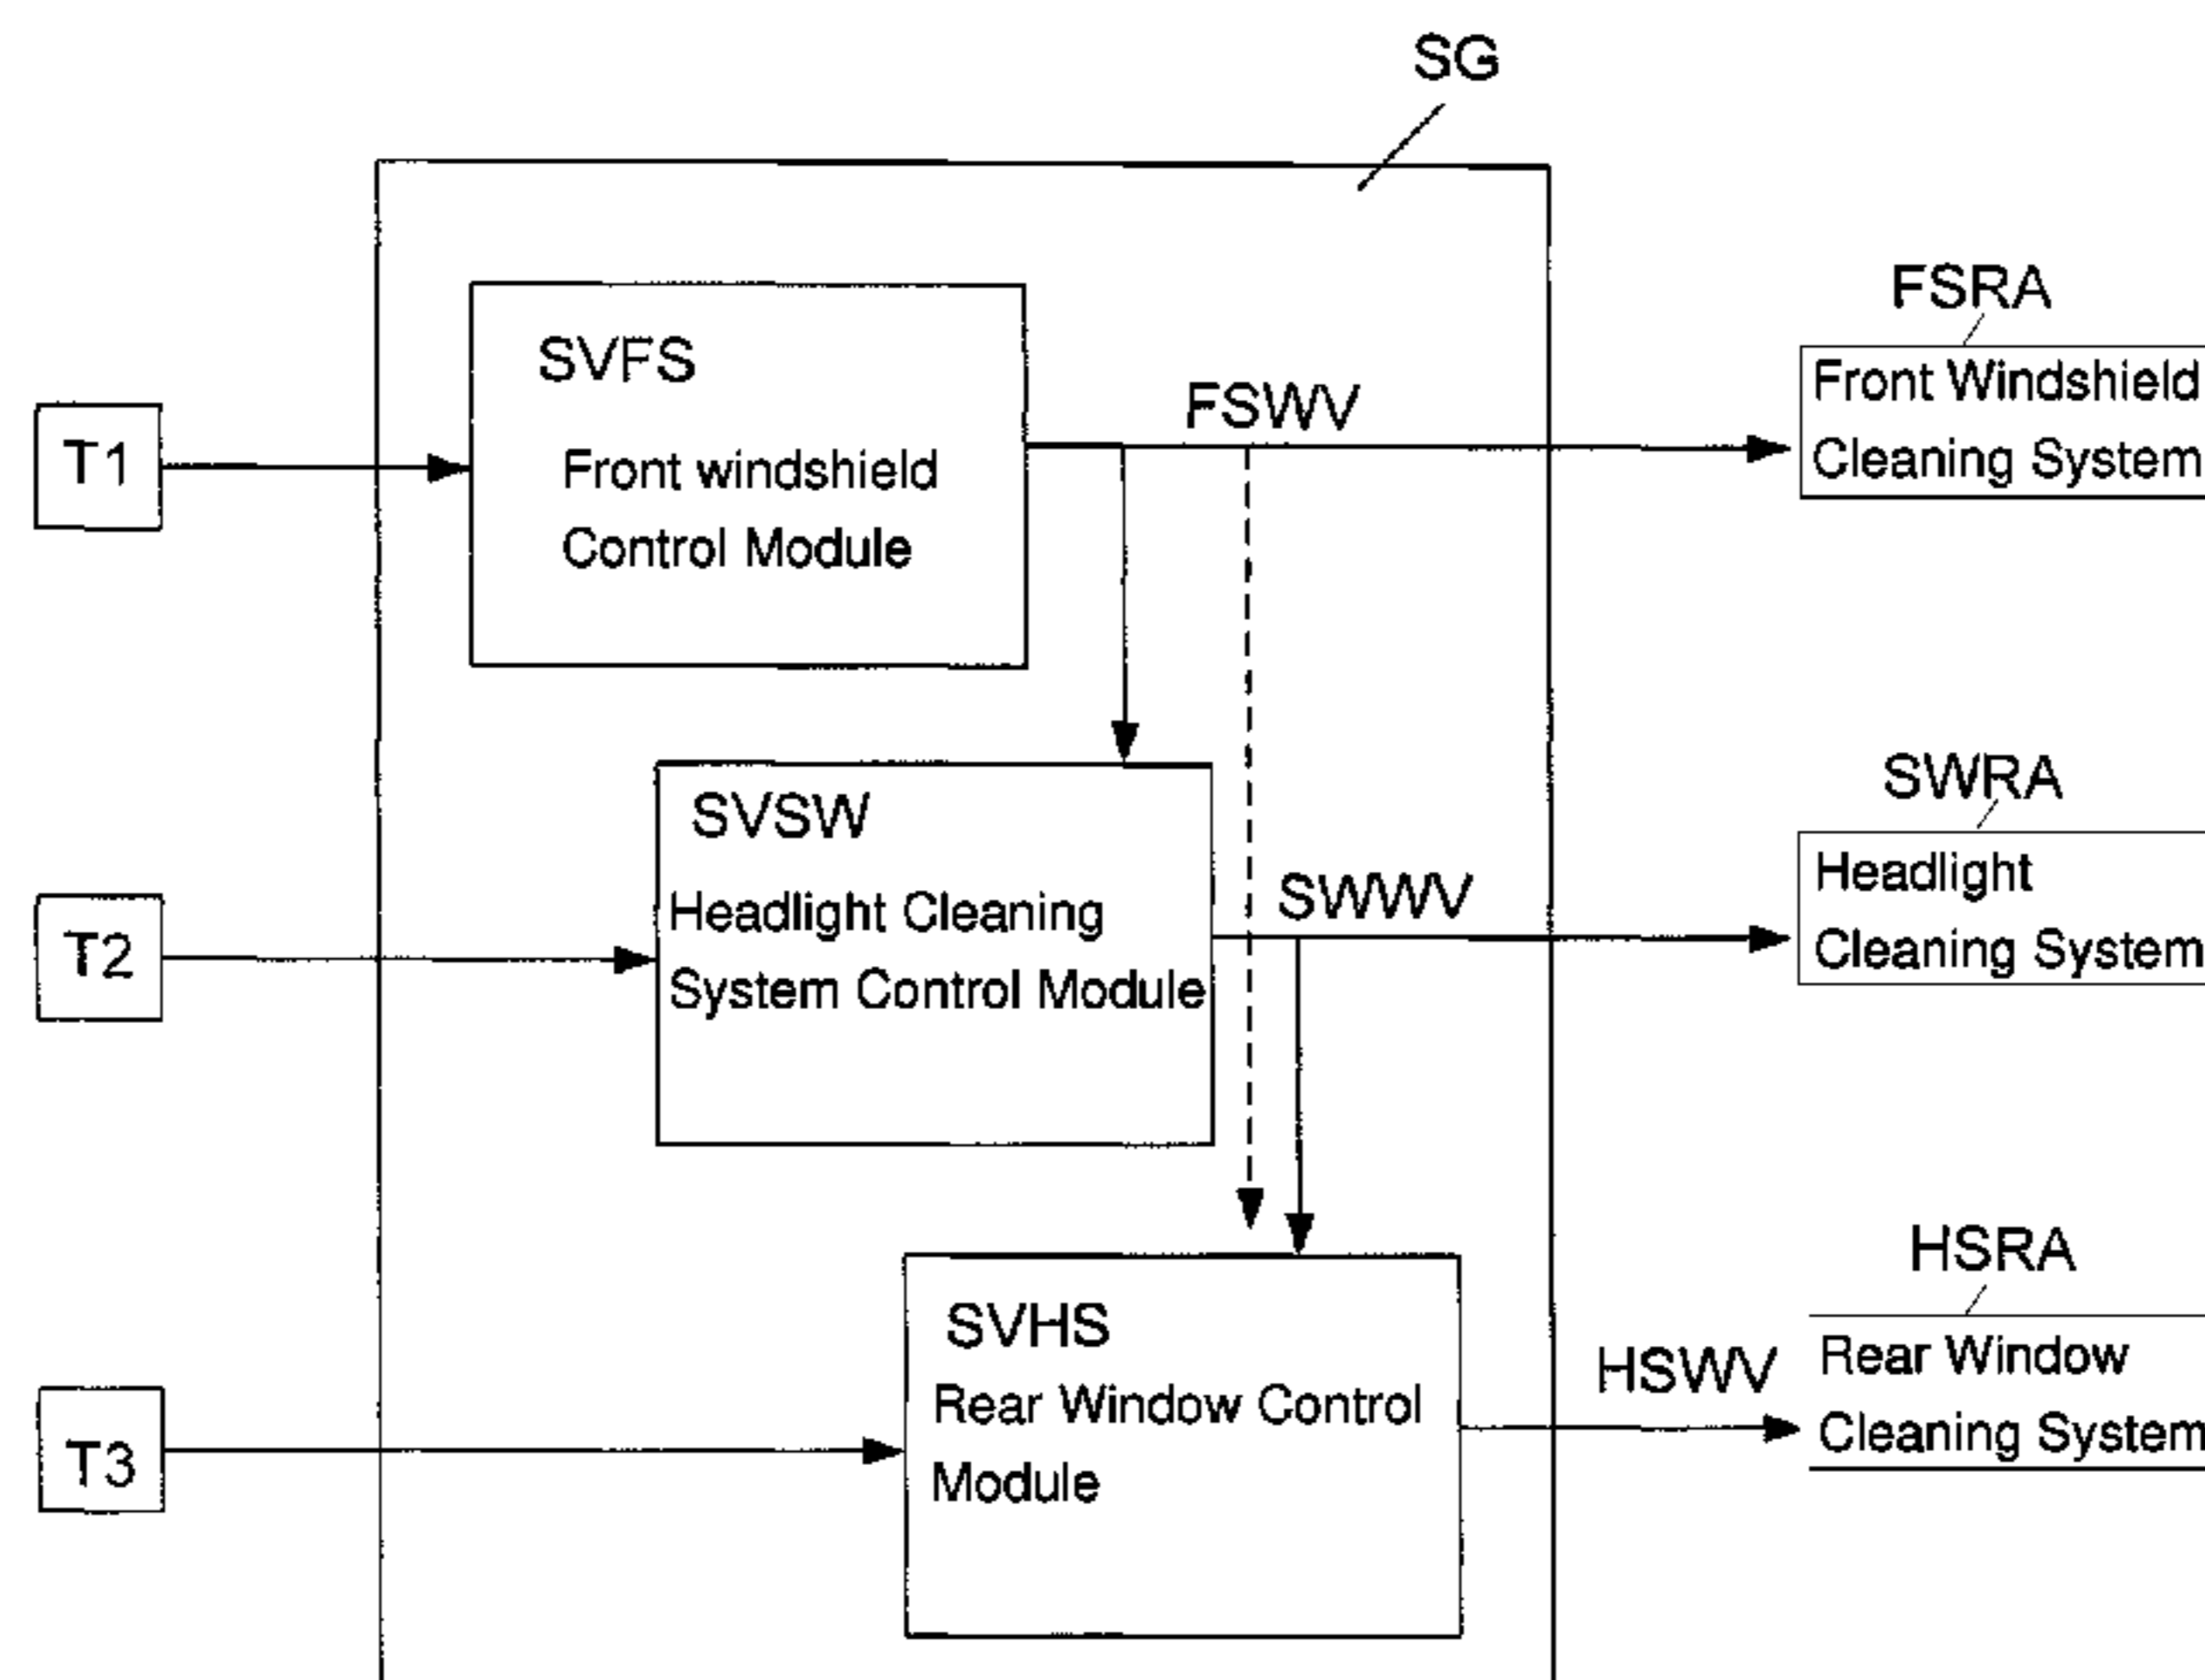 SG
FSRA
SVFS
Front Windshield
FSWV
T1
Front windshield
Cleaning System
Control Module
SWRA
SVSW
Headlight
SWWV
Headlight Cleaning
T2
Cleaning System
System Control Module
HSRA
SVHS
Rear Window
HSWV
Rear Window Control
Cleaning System
T3
Module